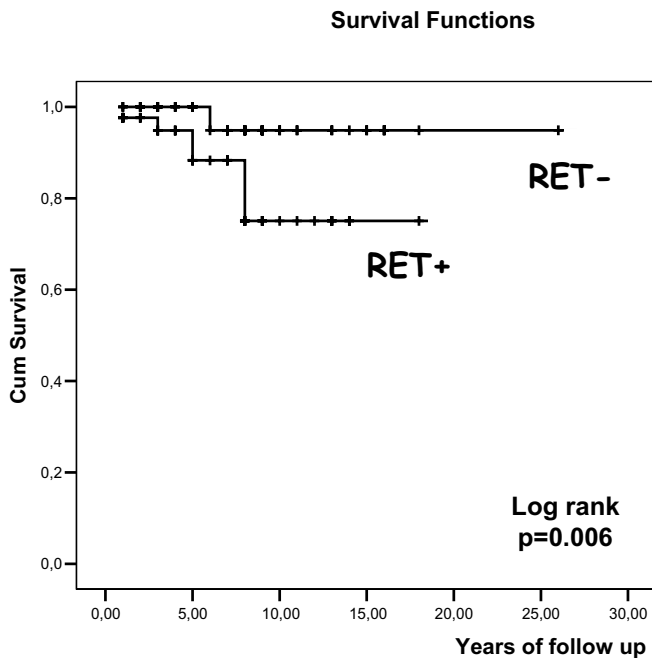 Survival Functions
1,0
0,8
0,6
0,4
0,2
0,0
Cum Survival
RET-
RET+
Log rank
p=0.006
0,00 5,00 10,00 15,00 20,00 25,00 30,00
Years of follow up